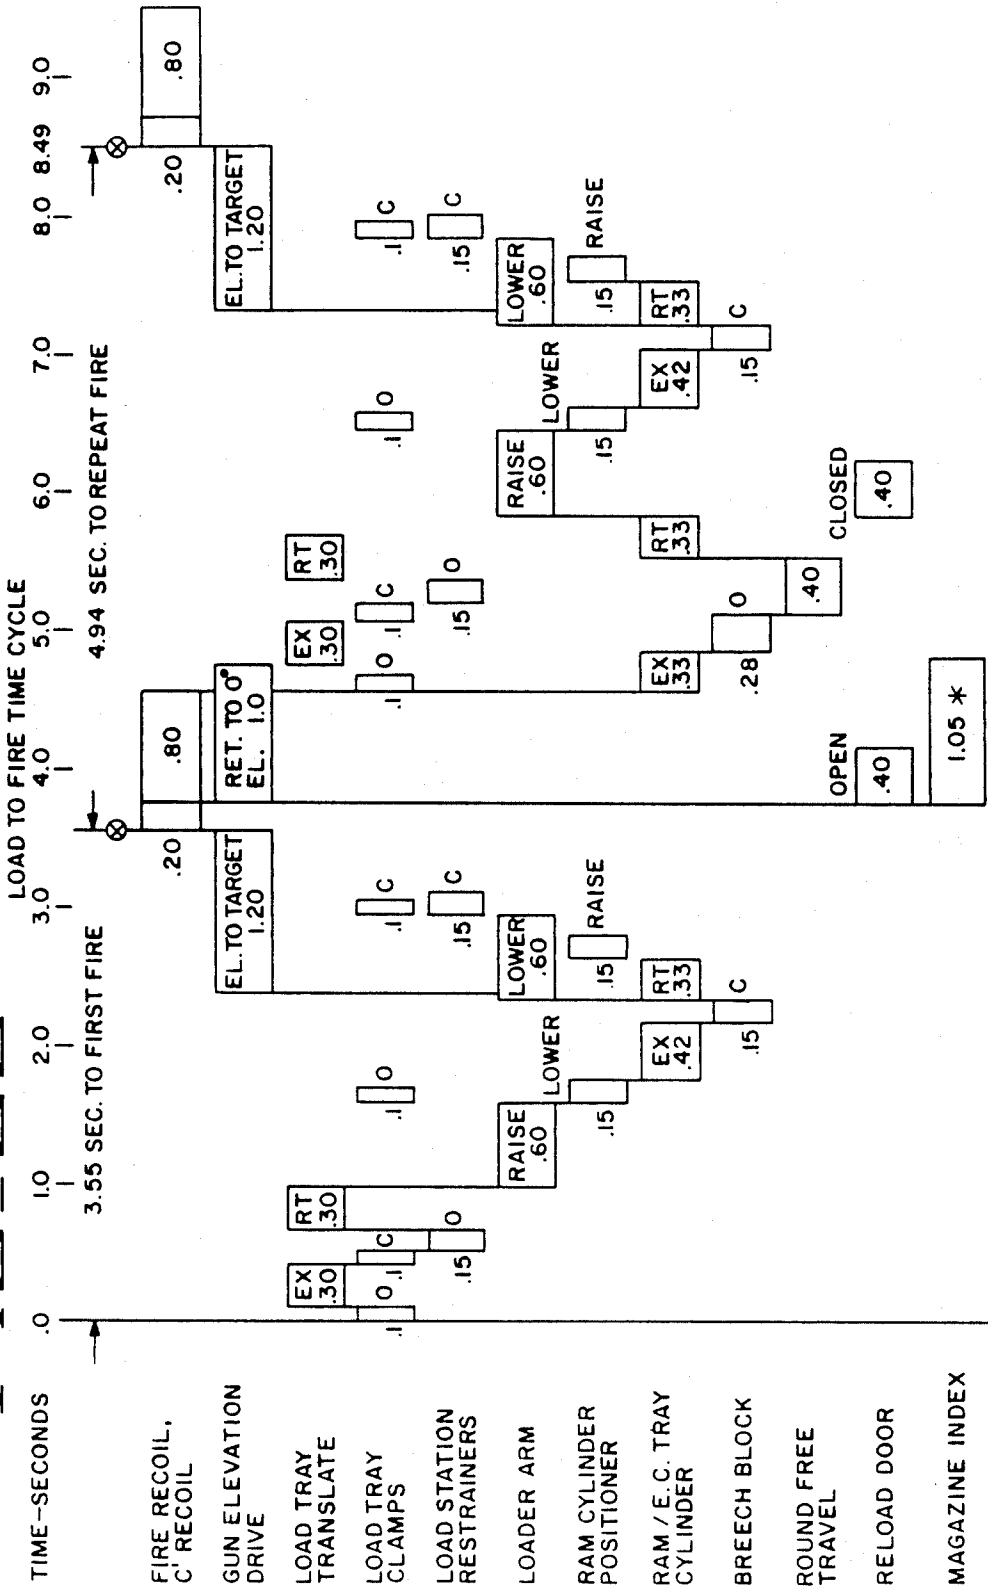 LOAD TO FIRE TIME CYCLE
TIME-SECONDS .0 1.0 2.0 3.0 4.0 5.0 6.0 7.0 8.0 8.49 9.0
3.55 SEC. TO FIRST FIRE 4.94 SEC. TO REPEAT FIRE
FIRE RECOIL,
C' RECOIL
.20 .80 .20 .80
GUN ELEVATION
DRIVE
EL. TO TARGET
1.20
RET. TO 0°
EL. 1.0
EL. TO TARGET
1.20
LOAD TRAY
TRANSLATE
EX
.30
RT
.30
EX
.30
RT
.30
LOAD TRAY
CLAMPS
.1 O .1 C .1 O .1 C .1 O .1 C .1 O .1 C
LOAD STATION
RESTRAINERS
.15 O .15 C .15 O .15 C
LOADER ARM
RAISE
.60
LOWER
.60
RAISE
.60
LOWER
.60
RAM CYLINDER
POSITIONER
LOWER
.15
RAISE
.15
LOWER
.15
RAISE
.15
RAM / E.C. TRAY
CYLINDER
EX
.42
RT
.33
EX
.33
RT
.33
EX
.42
RT
.33
BREECH BLOCK
.15 C .28 O .15 C
ROUND FREE
TRAVEL
.40
RELOAD DOOR
OPEN
.40
CLOSED
.40
MAGAZINE INDEX
1.05 *